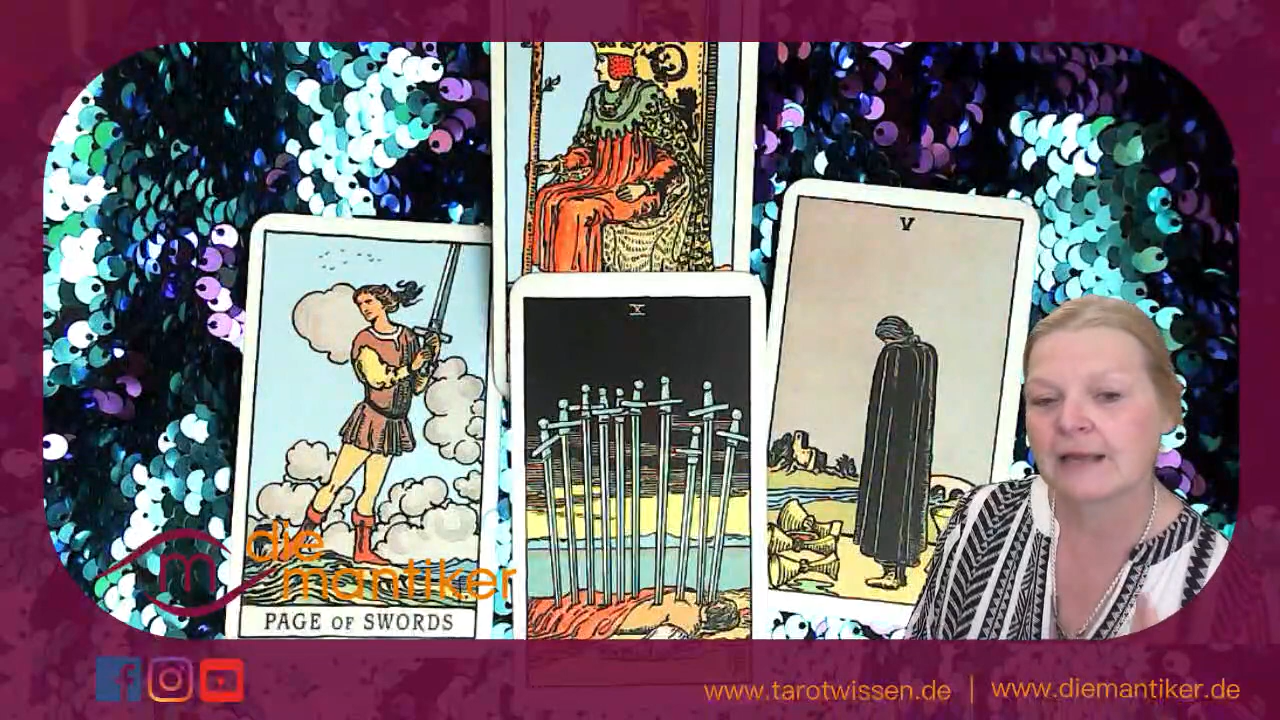 V
X
PAGE OF SWORDS
die
mantiker
www.tarotwissen.de | www.diemantiker.de